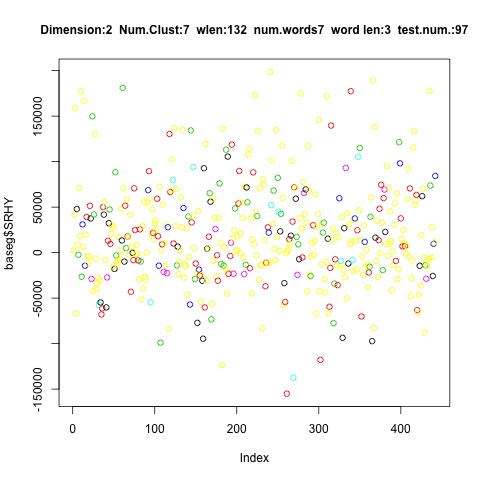 Dimension:2 Num.Clust:7 wlen:132 num.words7 word len:3 test.num.:97
150000
50000
0
-50000
-150000
baseg$SRHY
0 100 200 300 400
Index